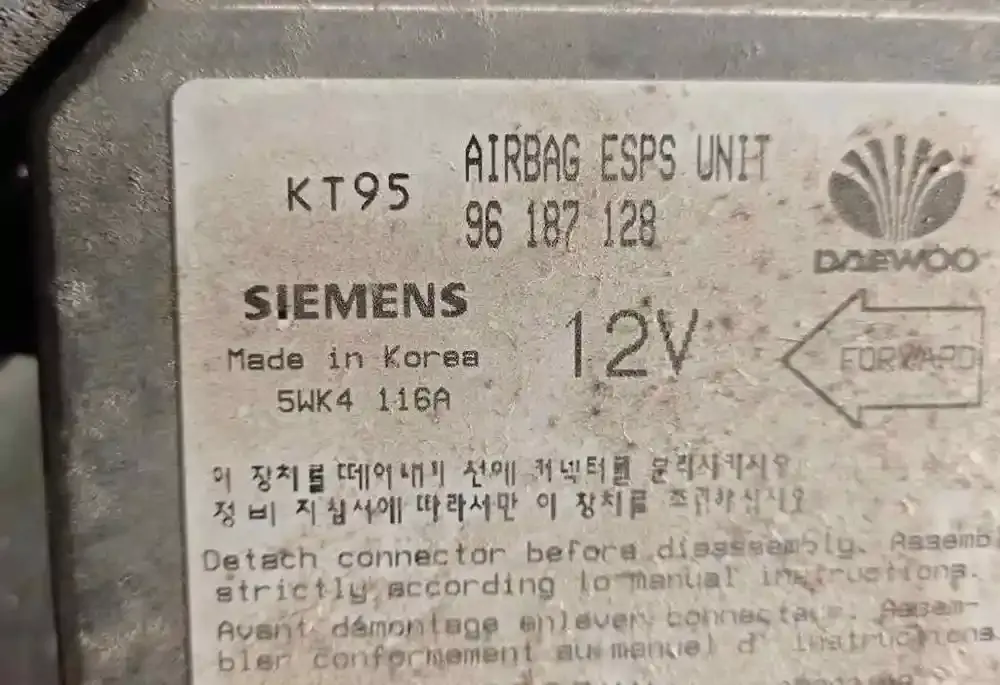 KT95
AIRBAG ESPS UNIT
96 187 128
DAEWOO
SIEMENS
Made in Korea
5WK4 116A
12V
FORWARD
이 장치를 떼어내기 전에 커넥터를 분리시키시오
정비 지침서에 따라서만 이 장치를 조립하십시오
Detach connector before disassembly. Assemb
strictly according to manual instructions.
Avant démontage enlever connecteur. Assem-
bler conformement au manuel d' instructions